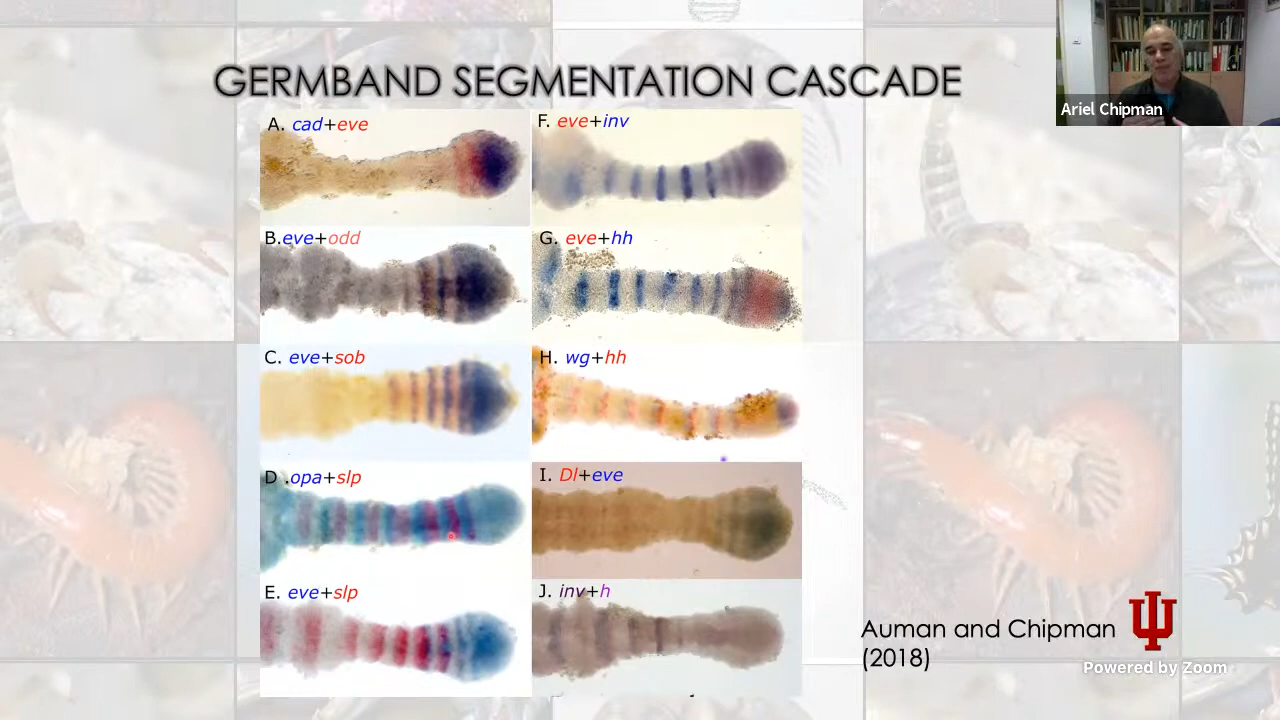 GERMBAND SEGMENTATION CASCADE
Ariel Chipman
A. cad+eve
F. eve+inv
B.eve+odd
G. eve+hh
C. eve+sob
H. wg+hh
D .opa+slp
I. Dl+eve
E. eve+slp
J. inv+h
Auman and Chipman
(2018)
Powered by Zoom